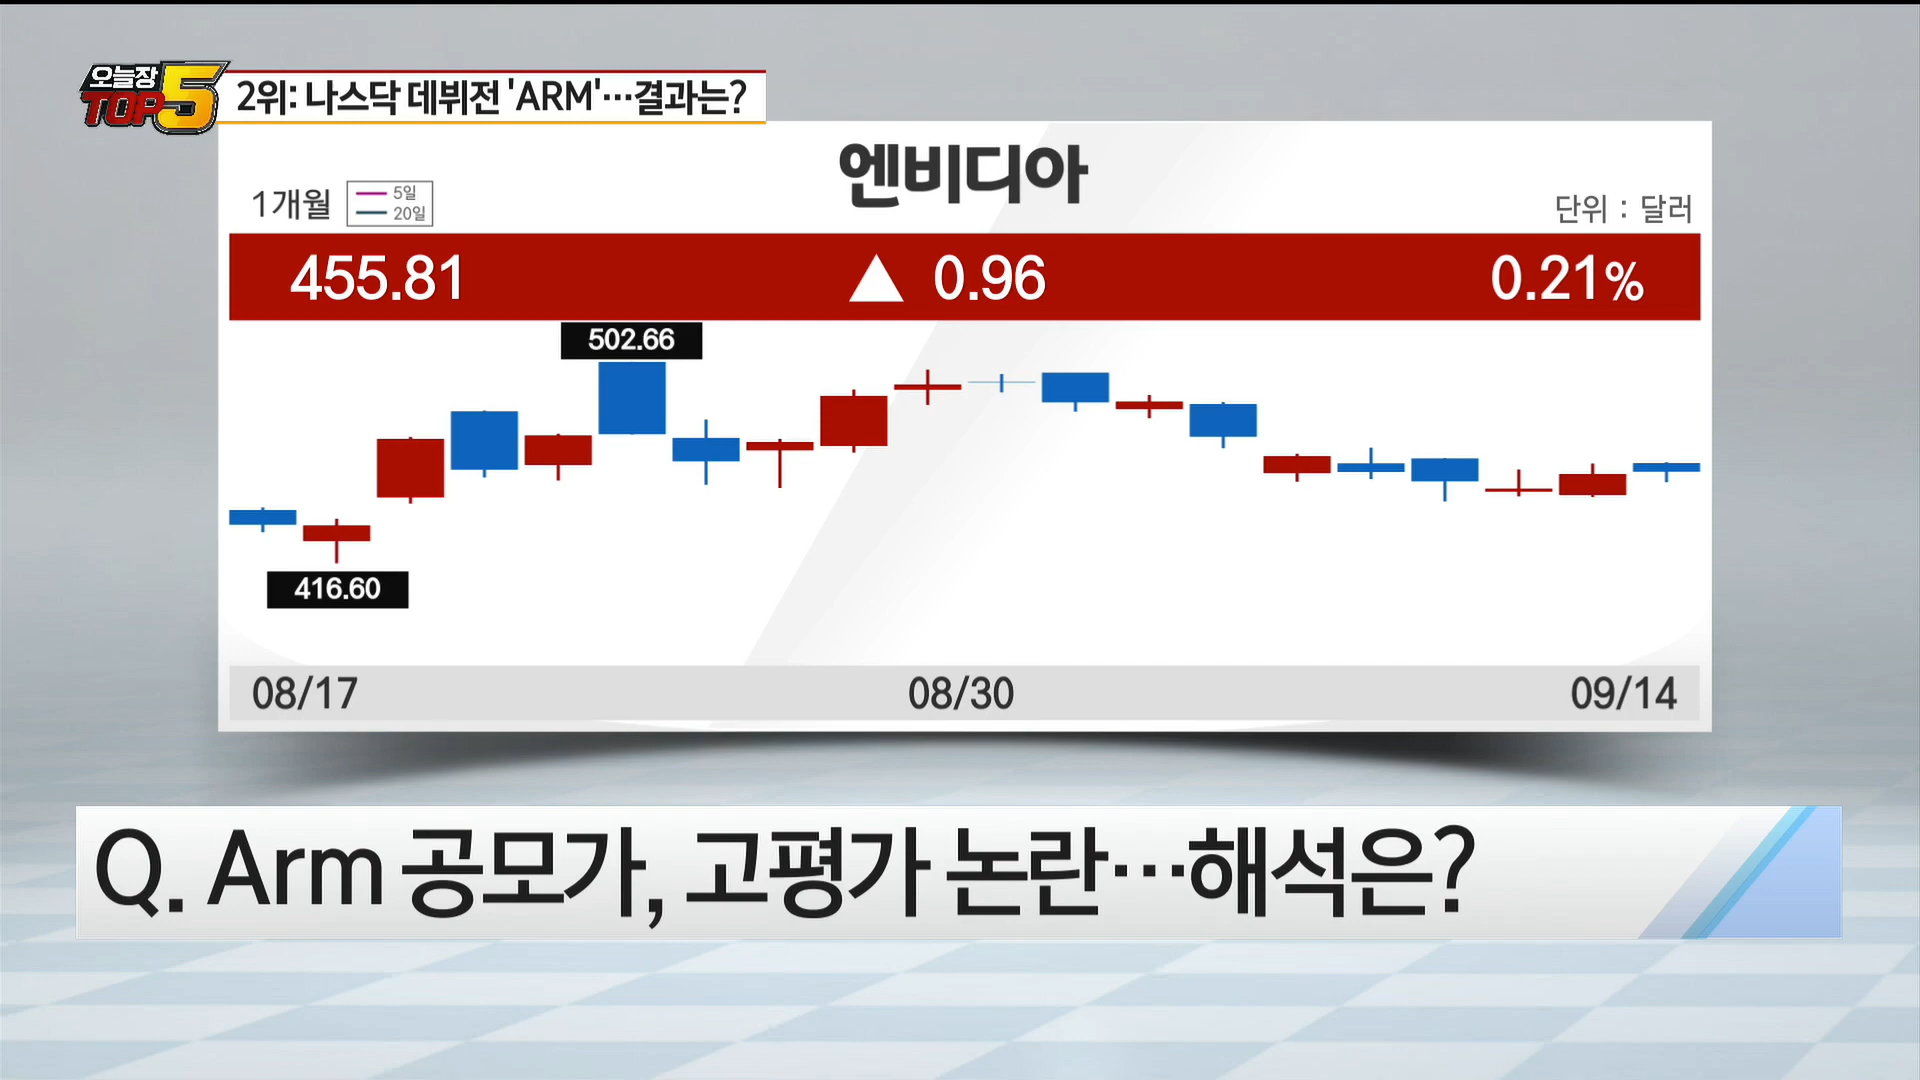 오늘장
TOP5
2위: 나스닥 데뷔전 'ARM'…결과는?
엔비디아
1개월
5일
20일
단위 : 달러
455.81 ▲ 0.96 0.21%
502.66
416.60
08/17 08/30 09/14
Q. Arm 공모가, 고평가 논란…해석은?